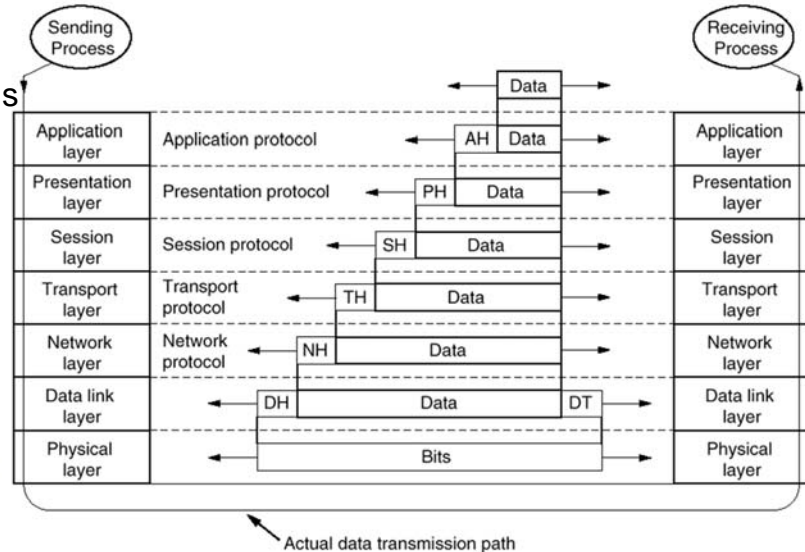 Sending
Process
Receiving
Process
S
Data
Application
layer
Application protocol
AH
Data
Application
layer
Presentation
layer
Presentation protocol
PH
Data
Presentation
layer
Session
layer
Session protocol
SH
Data
Session
layer
Transport
layer
Transport
protocol
TH
Data
Transport
layer
Network
layer
Network
protocol
NH
Data
Network
layer
Data link
layer
DH
Data
DT
Data link
layer
Physical
layer
Bits
Physical
layer
Actual data transmission path